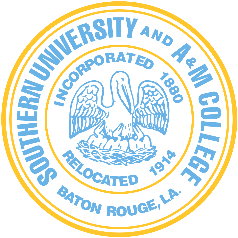 SOUTHERN UNIVERSITY AND A&M COLLEGE
BATON ROUGE, LA.
INCORPORATED 1880
RELOCATED 1914